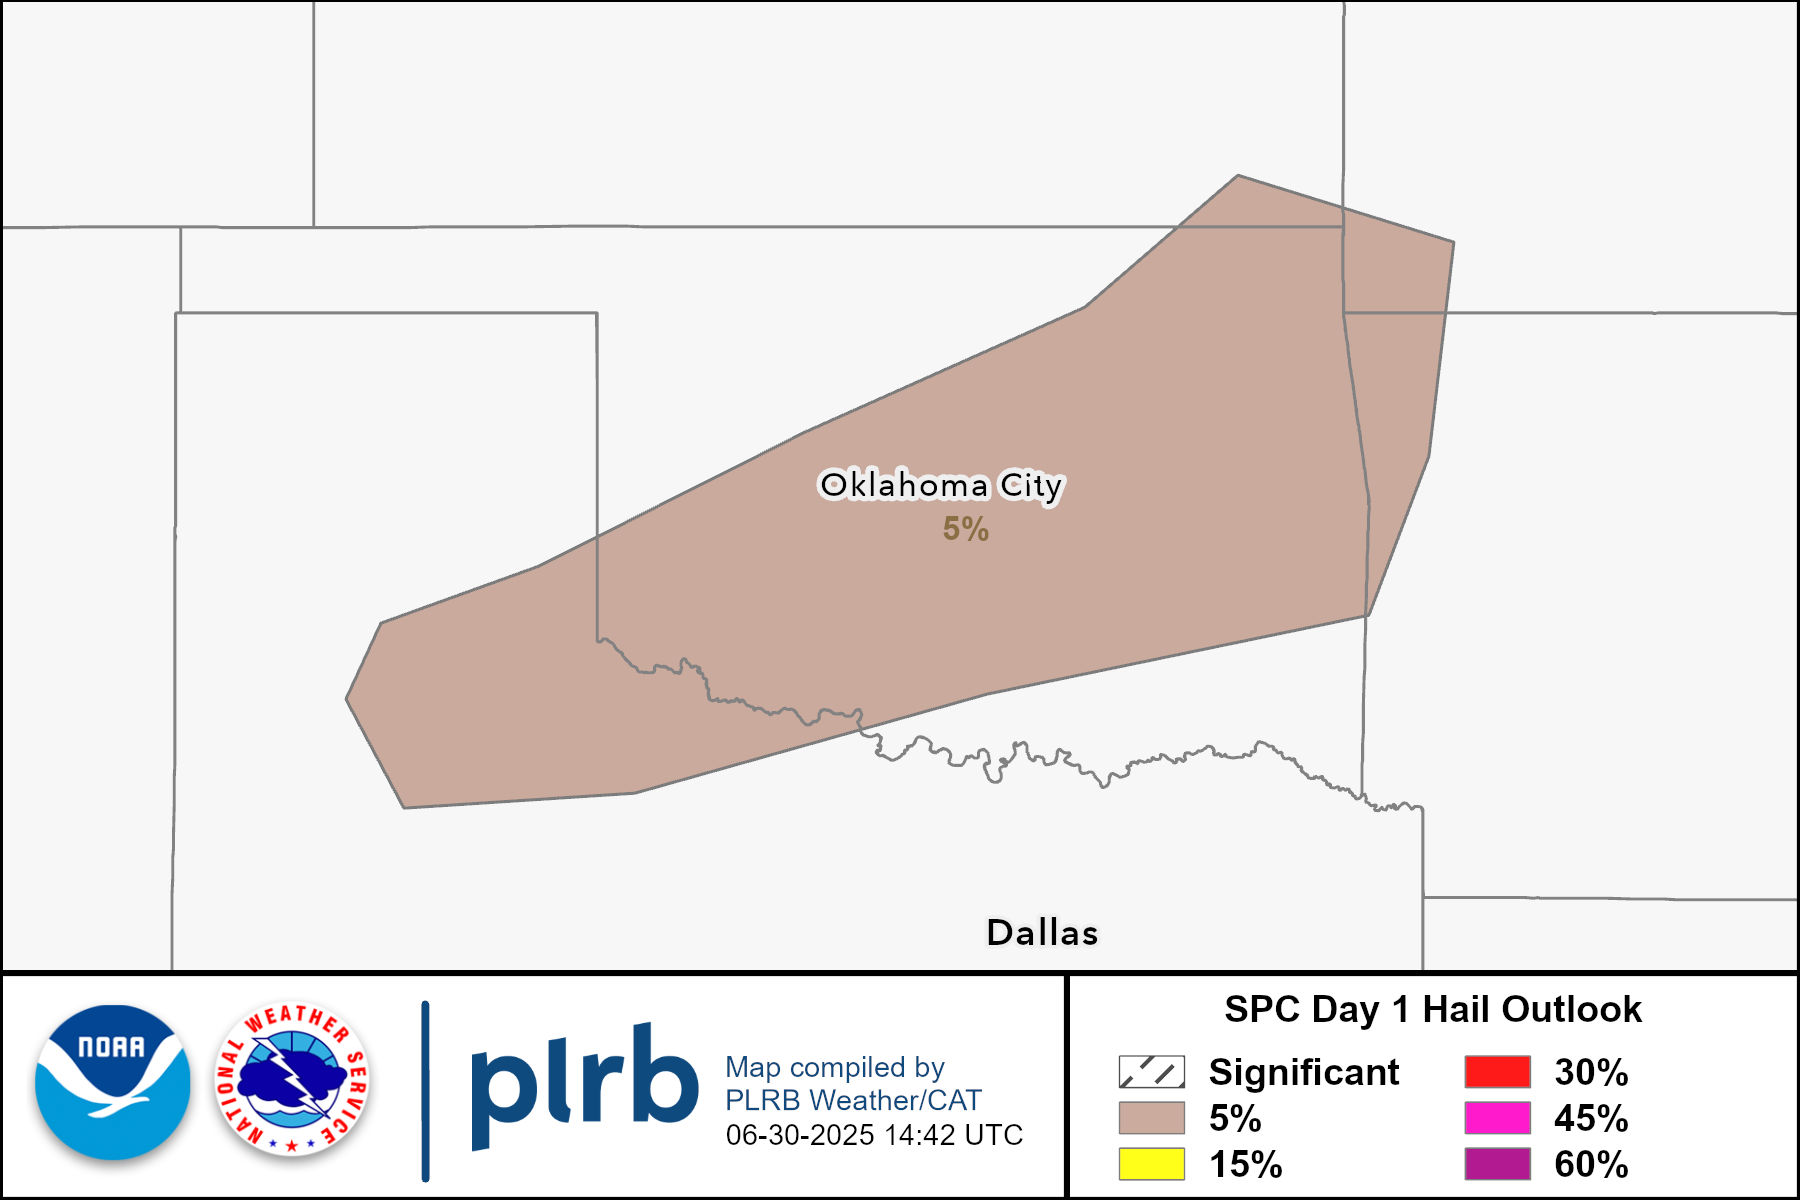 Oklahoma City
5%
Dallas
NOAA
NATIONAL WEATHER SERVICE
plrb
Map compiled by
PLRB Weather/CAT
06-30-2025 14:42 UTC
SPC Day 1 Hail Outlook
Significant
5%
15%
30%
45%
60%